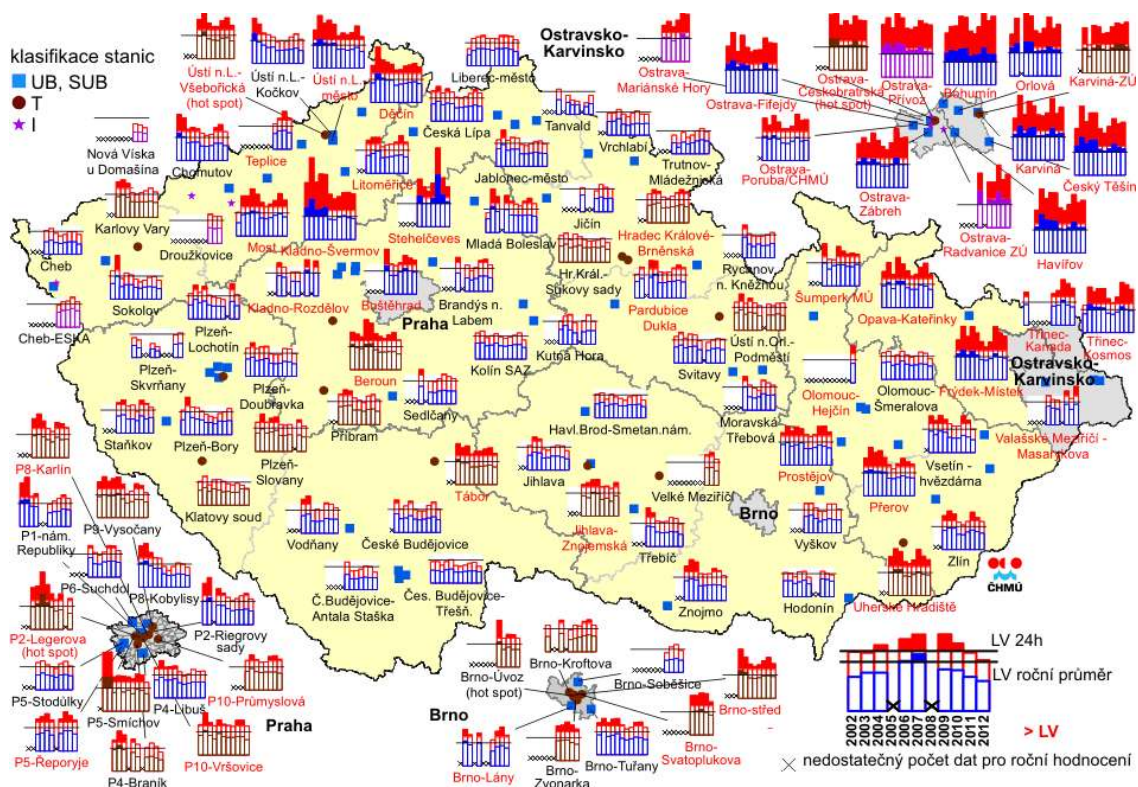 klasifikace stanic
UB, SUB
T
I
Ústí n.L.-
Všebořická
(hot spot)
Ústí n.L.-
Kočkov
Ústí n.L.-
město
Děčín
Liberec-město
Ostravsko-
Karvinsko
Ostrava-
Mariánské Hory
Ostrava-Fifejdy
Ostrava-
Českobratrská
(hot spot)
Ostrava-
Přívoz
Bohumín
Orlová
Karviná-ZÚ
Nová Víska
u Domašína
Chomutov
Teplice
Litoměřice
Česká Lípa
Tanvald
Vrchlabí
Trutnov-
Mládežnická
Jablonec-město
Ostrava-
Poruba/CHMÚ
Ostrava-
Zábřeh
Karviná
Český Těšín
Ostrava-
Radvanice ZÚ
Havířov
Karlovy Vary
Droužkovice
Most
Kladno-Švermov
Stehelčeves
Mladá Boleslav
Jičín
Hradec Králové-
Brněnská
Hr.Král.-
Sukovy sady
Rýchory
Cheb
Sokolov
Kladno-Rozdělov
Buštěhrad
Praha
Brandýs n.
Labem
Pardubice
Dukla
n. Kněžnou
Šumperk MÚ
Opava-Kateřinky
Třinec-
Kanada
Třinec-
Kosmos
Cheb-ESKA
Plzeň-
Lochotín
Plzeň-
Skvrňany
Plzeň-
Doubravka
Beroun
Kolín SAZ
Kutná Hora
Svitavy
Ústí n.Orl.-
Podměstí
Olomouc-
Hejčín
Olomouc-
Šmeralova
Frýdek-Místek
Ostravsko-
Karvinsko
Staňkov
Plzeň-Bory
Plzeň-
Slovany
Příbram
Sedlčany
Havl.Brod-Smetan.nám.
Moravská
Třebová
Valašské Meziříčí -
Masarykova
P8-Karlín
Klatovy soud
Tábor
Jihlava
Velké Meziříčí
Prostějov
Přerov
Vsetín -
hvězdárna
P1-nám.
Republiky
P9-Vysočany
Vodňany
České Budějovice
Jihlava-
Znojemská
Třebíč
Brno
Vyškov
Zlín
P6-Suchdol
P8-Kobylisy
Č.Budějovice-
Antala Staška
Čes. Budějovice-
Třešň.
Znojmo
Hodonín
Uherské Hradiště
ČHMÚ
P2-Legerova
(hot spot)
P2-Riegrovy
sady
P5-Stodůlky
P5-Smíchov
P4-Libuš
P10-Průmyslová
Praha
P5-Řeporyje
P4-Braník
P10-Vršovice
Brno-Úvoz
(hot spot)
Brno-Kroftova
Brno-Soběšice
Brno-střed
Brno
Brno-Lány
Brno-
Zvonarka
Brno-Tuřany
Brno-
Svatoplukova
LV 24h
LV roční průměr
2002
2003
2004
2005
2006
2007
2008
2009
2010
2011
2012
> LV
nedostatečný počet dat pro roční hodnocení